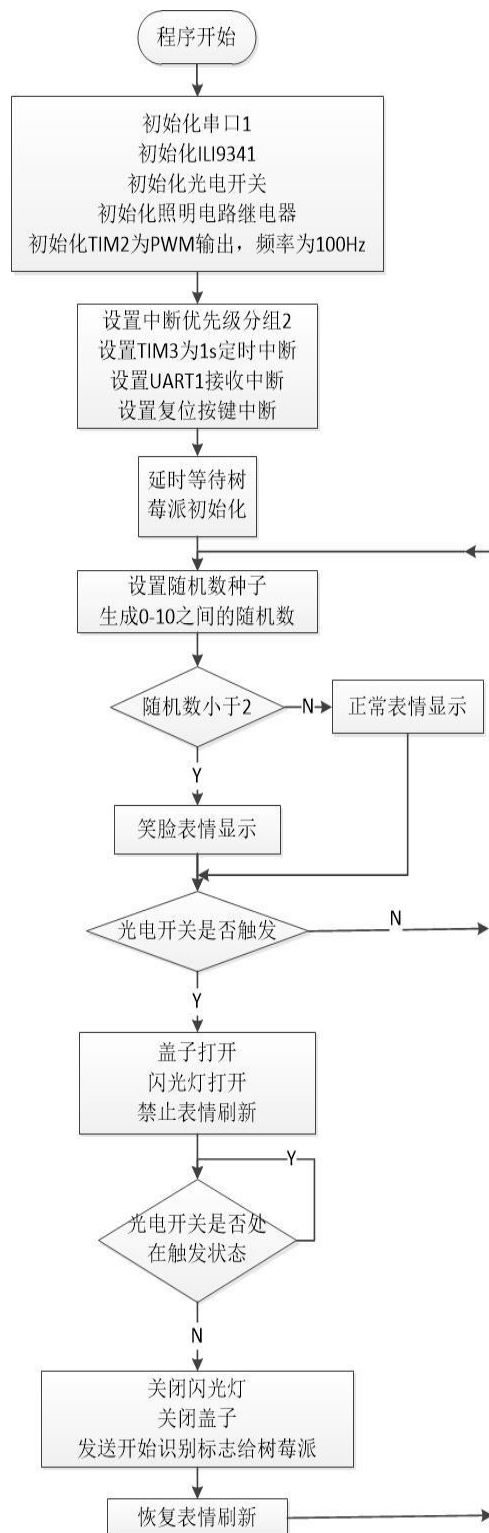 程序开始
初始化串口1
初始化ILI9341
初始化光电开关
初始化照明电路继电器
初始化TIM2为PWM输出，频率为100Hz
设置中断优先级分组2
设置TIM3为1s定时中断
设置UART1接收中断
设置复位按键中断
延时等待树
莓派初始化
设置随机数种子
生成0-10之间的随机数
随机数小于2
N
正常表情显示
Y
笑脸表情显示
光电开关是否触发
N
Y
盖子打开
闪光灯打开
禁止表情刷新
Y
光电开关是否处
在触发状态
N
关闭闪光灯
关闭盖子
发送开始识别标志给树莓派
恢复表情刷新